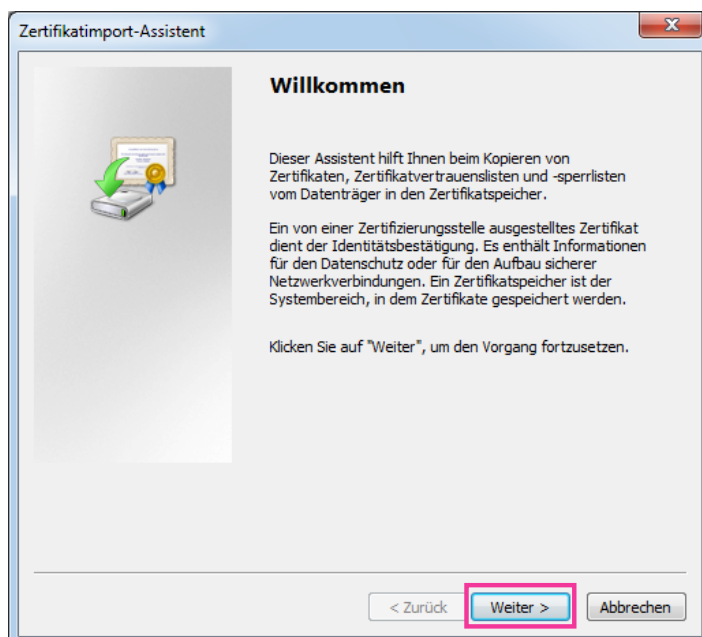 Zertifikatimport-Assistent
Willkommen
Dieser Assistent hilft Ihnen beim Kopieren von
Zertifikaten, Zertifikatvertrauenslisten und -sperrlisten
vom Datenträger in den Zertifikatspeicher.
Ein von einer Zertifizierungsstelle ausgestelltes Zertifikat
dient der Identitätsbestätigung. Es enthält Informationen
für den Datenschutz oder für den Aufbau sicherer
Netzwerkverbindungen. Ein Zertifikatspeicher ist der
Systembereich, in dem Zertifikate gespeichert werden.
Klicken Sie auf "Weiter", um den Vorgang fortzusetzen.
< Zurück Weiter > Abbrechen